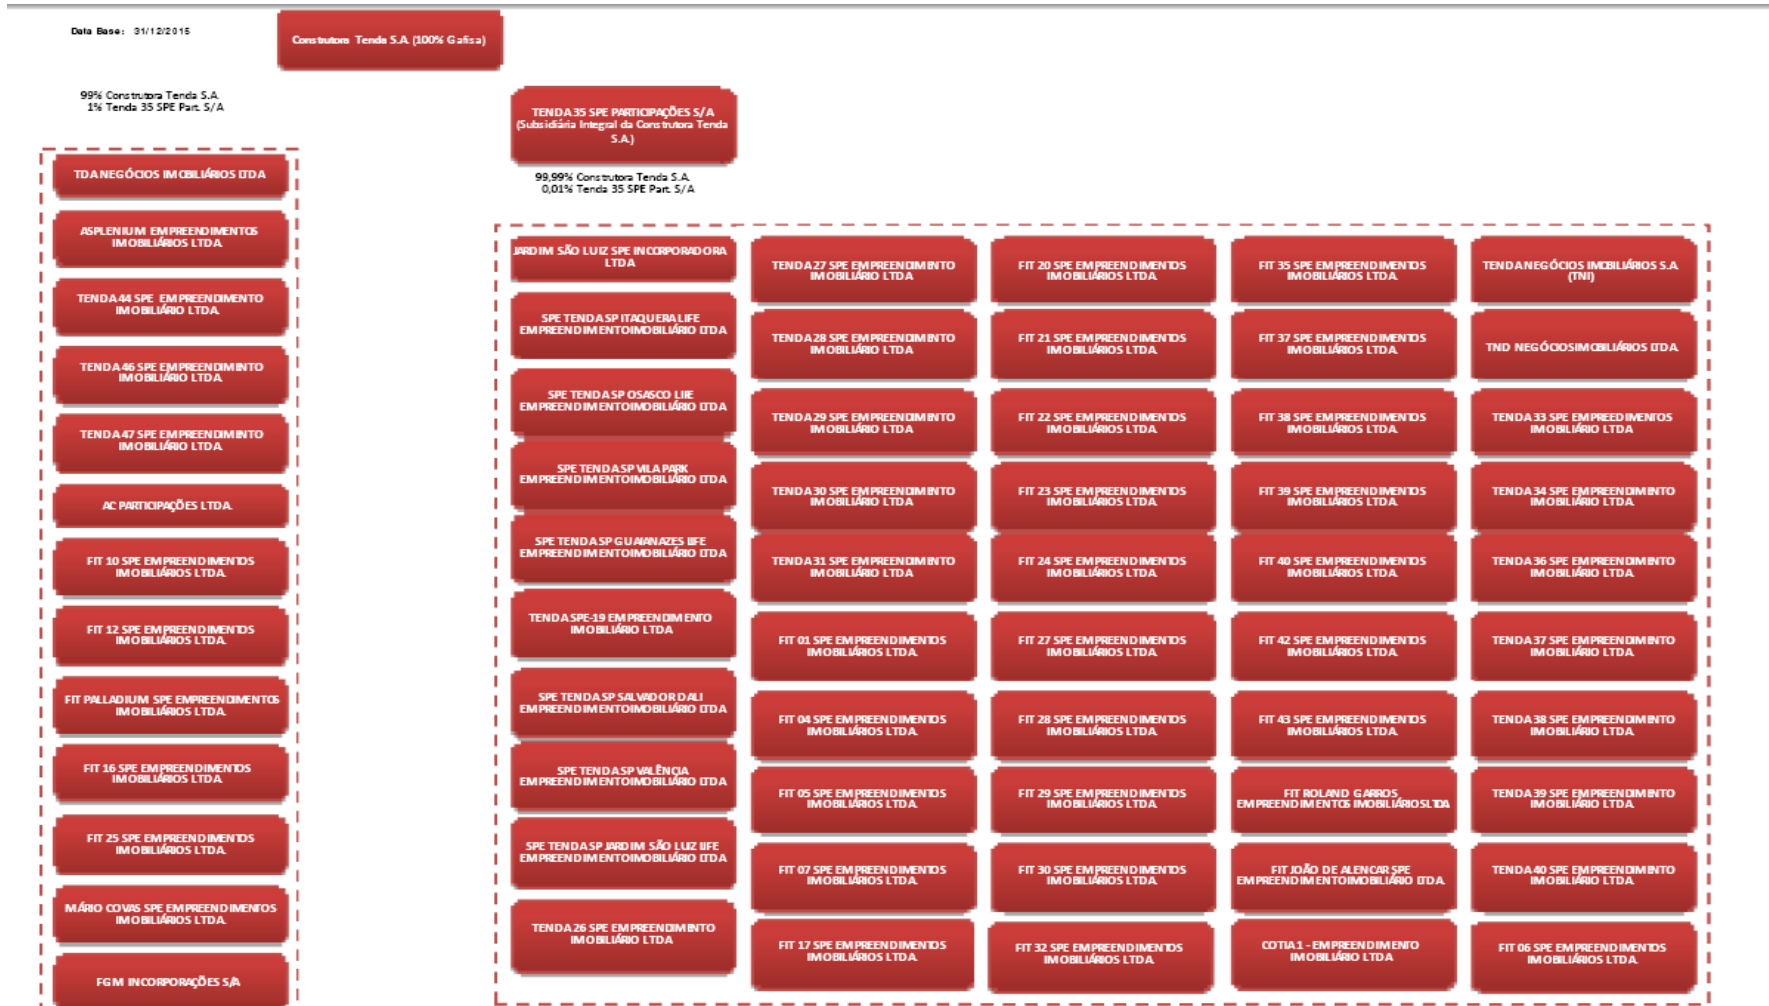 Data Base: 31/12/2015
Construtora Tenda S.A. (100% Gafisa)
99% Construtora Tenda S.A.
1% Tenda 35 SPE Part. S/A
TENDA 35 SPE PARTICIPAÇÕES S/A
(Subsidiária Integral da Construtora Tenda
S.A.)
99,99% Construtora Tenda S.A.
0,01% Tenda 35 SPE Part. S/A
TDA NEGÓCIOS IMOBILIÁRIOS LTDA
ASPLENIUM EMPREENDIMENTOS
IMOBILIÁRIOS LTDA.
TENDA 44 SPE EMPREENDIMENTO
IMOBILIÁRIO LTDA.
TENDA 46 SPE EMPREENDIMENTO
IMOBILIÁRIO LTDA.
TENDA 47 SPE EMPREENDIMENTO
IMOBILIÁRIO LTDA.
AC PARTICIPAÇÕES LTDA.
FIT 10 SPE EMPREENDIMENTOS
IMOBILIÁRIOS LTDA.
FIT 12 SPE EMPREENDIMENTOS
IMOBILIÁRIOS LTDA.
FIT PALLADIUM SPE EMPREENDIMENTOS
IMOBILIÁRIOS LTDA.
FIT 16 SPE EMPREENDIMENTOS
IMOBILIÁRIOS LTDA.
FIT 25 SPE EMPREENDIMENTOS
IMOBILIÁRIOS LTDA.
MÁRIO COVAS SPE EMPREENDIMENTOS
IMOBILIÁRIOS LTDA.
FGM INCORPORAÇÕES S/A
JARDIM SÃO LUIZ SPE INCORPORADORA
LTDA
SPE TENDA SP ITAQUERA LIFE
EMPREENDIMENTO IMOBILIÁRIO LTDA
SPE TENDA SP OSASCO LIFE
EMPREENDIMENTO IMOBILIÁRIO LTDA
SPE TENDA SP VILA PARK
EMPREENDIMENTO IMOBILIÁRIO LTDA
SPE TENDA SP GUAIANAZES LIFE
EMPREENDIMENTO IMOBILIÁRIO LTDA
TENDA SPE-19 EMPREENDIMENTO
IMOBILIÁRIO LTDA
SPE TENDA SP SALVADOR DALI
EMPREENDIMENTO IMOBILIÁRIO LTDA
SPE TENDA SP VALÊNCIA
EMPREENDIMENTO IMOBILIÁRIO LTDA
SPE TENDA SP JARDIM SÃO LUIZ LIFE
EMPREENDIMENTO IMOBILIÁRIO LTDA
TENDA 26 SPE EMPREENDIMENTO
IMOBILIÁRIO LTDA
TENDA 27 SPE EMPREENDIMENTO
IMOBILIÁRIO LTDA
TENDA 28 SPE EMPREENDIMENTO
IMOBILIÁRIO LTDA
TENDA 29 SPE EMPREENDIMENTO
IMOBILIÁRIO LTDA
TENDA 30 SPE EMPREENDIMENTO
IMOBILIÁRIO LTDA
TENDA 31 SPE EMPREENDIMENTO
IMOBILIÁRIO LTDA
FIT 01 SPE EMPREENDIMENTOS
IMOBILIÁRIOS LTDA.
FIT 04 SPE EMPREENDIMENTOS
IMOBILIÁRIOS LTDA.
FIT 05 SPE EMPREENDIMENTOS
IMOBILIÁRIOS LTDA.
FIT 07 SPE EMPREENDIMENTOS
IMOBILIÁRIOS LTDA.
FIT 17 SPE EMPREENDIMENTOS
IMOBILIÁRIOS LTDA.
FIT 20 SPE EMPREENDIMENTOS
IMOBILIÁRIOS LTDA.
FIT 21 SPE EMPREENDIMENTOS
IMOBILIÁRIOS LTDA.
FIT 22 SPE EMPREENDIMENTOS
IMOBILIÁRIOS LTDA.
FIT 23 SPE EMPREENDIMENTOS
IMOBILIÁRIOS LTDA.
FIT 24 SPE EMPREENDIMENTOS
IMOBILIÁRIOS LTDA.
FIT 27 SPE EMPREENDIMENTOS
IMOBILIÁRIOS LTDA.
FIT 28 SPE EMPREENDIMENTOS
IMOBILIÁRIOS LTDA.
FIT 29 SPE EMPREENDIMENTOS
IMOBILIÁRIOS LTDA.
FIT 30 SPE EMPREENDIMENTOS
IMOBILIÁRIOS LTDA.
FIT 32 SPE EMPREENDIMENTOS
IMOBILIÁRIOS LTDA.
FIT 35 SPE EMPREENDIMENTOS
IMOBILIÁRIOS LTDA.
FIT 37 SPE EMPREENDIMENTOS
IMOBILIÁRIOS LTDA.
FIT 38 SPE EMPREENDIMENTOS
IMOBILIÁRIOS LTDA.
FIT 39 SPE EMPREENDIMENTOS
IMOBILIÁRIOS LTDA.
FIT 40 SPE EMPREENDIMENTOS
IMOBILIÁRIOS LTDA.
FIT 42 SPE EMPREENDIMENTOS
IMOBILIÁRIOS LTDA.
FIT 43 SPE EMPREENDIMENTOS
IMOBILIÁRIOS LTDA.
FIT ROLAND GARROS
EMPREENDIMENTOS IMOBILIÁRIOS LTDA
FIT JOÃO DE ALENCAR SPE
EMPREENDIMENTO IMOBILIÁRIO LTDA.
COTIA 1 - EMPREENDIMENTO
IMOBILIÁRIO LTDA.
TENDA NEGÓCIOS IMOBILIÁRIOS S.A.
(TNI)
TND NEGÓCIOS IMOBILIÁRIOS LTDA.
TENDA 33 SPE EMPREEDIMENTOS
IMOBILIÁRIO LTDA
TENDA 34 SPE EMPREENDIMENTO
IMOBILIÁRIO LTDA.
TENDA 36 SPE EMPREENDIMENTO
IMOBILIÁRIO LTDA.
TENDA 37 SPE EMPREENDIMENTO
IMOBILIÁRIO LTDA.
TENDA 38 SPE EMPREENDIMENTO
IMOBILIÁRIO LTDA.
TENDA 39 SPE EMPREENDIMENTO
IMOBILIÁRIO LTDA.
TENDA 40 SPE EMPREENDIMENTO
IMOBILIÁRIO LTDA.
FIT 06 SPE EMPREENDIMENTOS
IMOBILIÁRIOS LTDA.